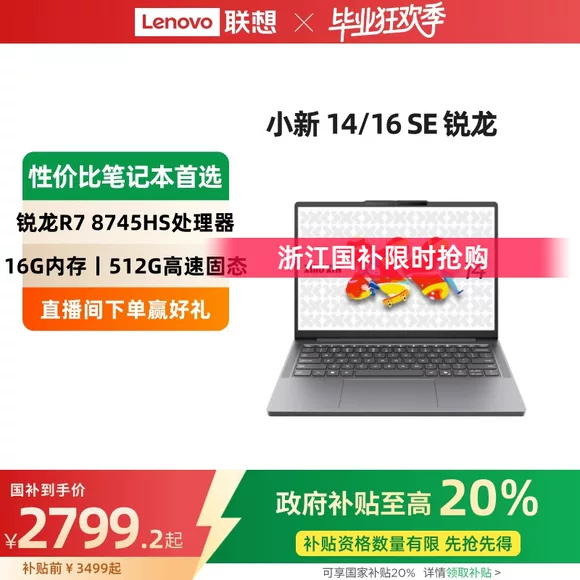 Lenovo 联想 × 毕业狂欢季
小新 14/16 SE 锐龙
性价比笔记本首选
锐龙R7 8745HS处理器
16G内存丨512G高速固态
直播间下单赢好礼
浙江国补限时抢购
14
国补到手价
¥2799.2起
补贴前 ¥3499起
政府补贴至高 20%
补贴资格数量有限 先抢先得
可享国家补贴20% 详情领取补贴 >